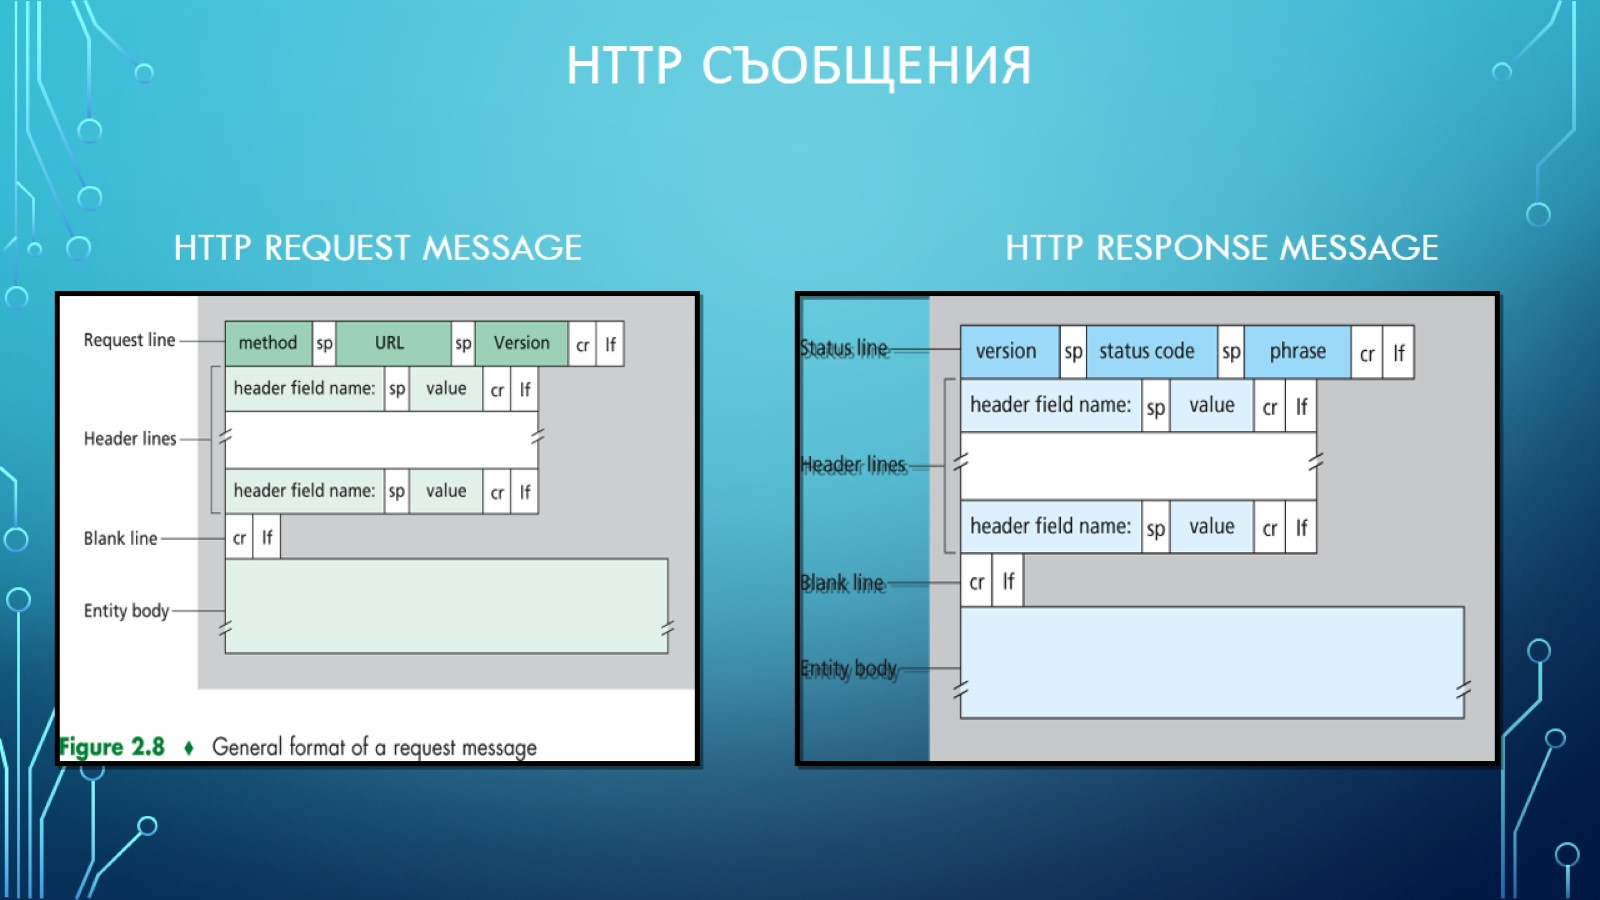 HTTP СЪОБЩЕНИЯ
HTTP REQUEST MESSAGE
Request line method sp URL sp Version cr lf
header field name: sp value cr lf
Header lines
header field name: sp value cr lf
Blank line cr lf
Entity body
Figure 2.8 ♦ General format of a request message
HTTP RESPONSE MESSAGE
Status line version sp status code sp phrase cr lf
header field name: sp value cr lf
Header lines
header field name: sp value cr lf
Blank line cr lf
Entity body